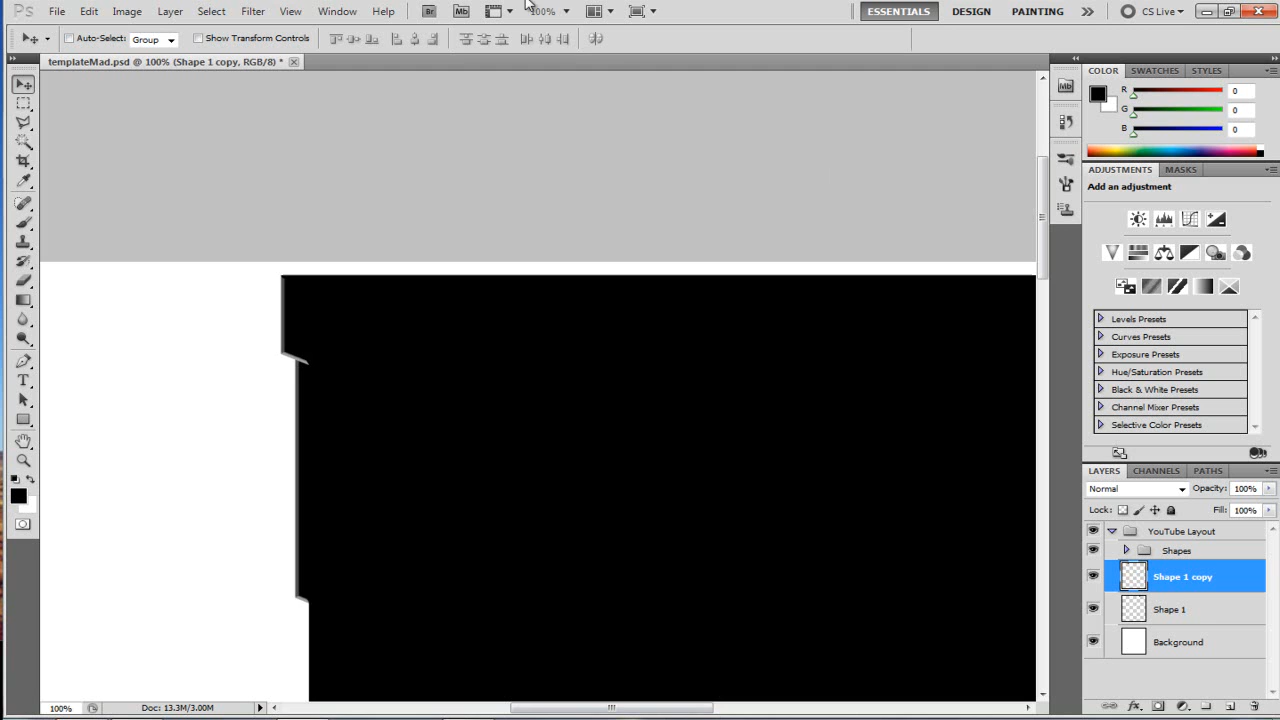 Ps File Edit Image Layer Select Filter View Window Help Br Mb 100% ESSENTIALS DESIGN PAINTING CS Live
Auto-Select: Group Show Transform Controls
templateMad.psd @ 100% (Shape 1 copy, RGB/8) *
COLOR SWATCHES STYLES
Mb
R 0
G 0
B 0
ADJUSTMENTS MASKS
Add an adjustment
Levels Presets
Curves Presets
Exposure Presets
Hue/Saturation Presets
Black & White Presets
Channel Mixer Presets
Selective Color Presets
LAYERS CHANNELS PATHS
Normal Opacity: 100%
Lock: Fill: 100%
YouTube Layout
Shapes
Shape 1 copy
Shape 1
Background
100% Doc: 13.3M/3.00M